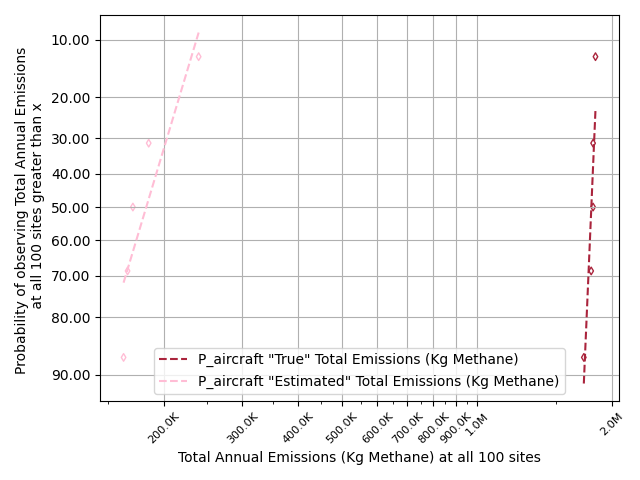 Probability of observing Total Annual Emissions
at all 100 sites greater than x
10.00
20.00
30.00
40.00
50.00
60.00
70.00
80.00
90.00
P_aircraft "True" Total Emissions (Kg Methane)
P_aircraft "Estimated" Total Emissions (Kg Methane)
200.0K
300.0K
400.0K
500.0K
600.0K
700.0K
800.0K
900.0K
1.0M
2.0M
Total Annual Emissions (Kg Methane) at all 100 sites